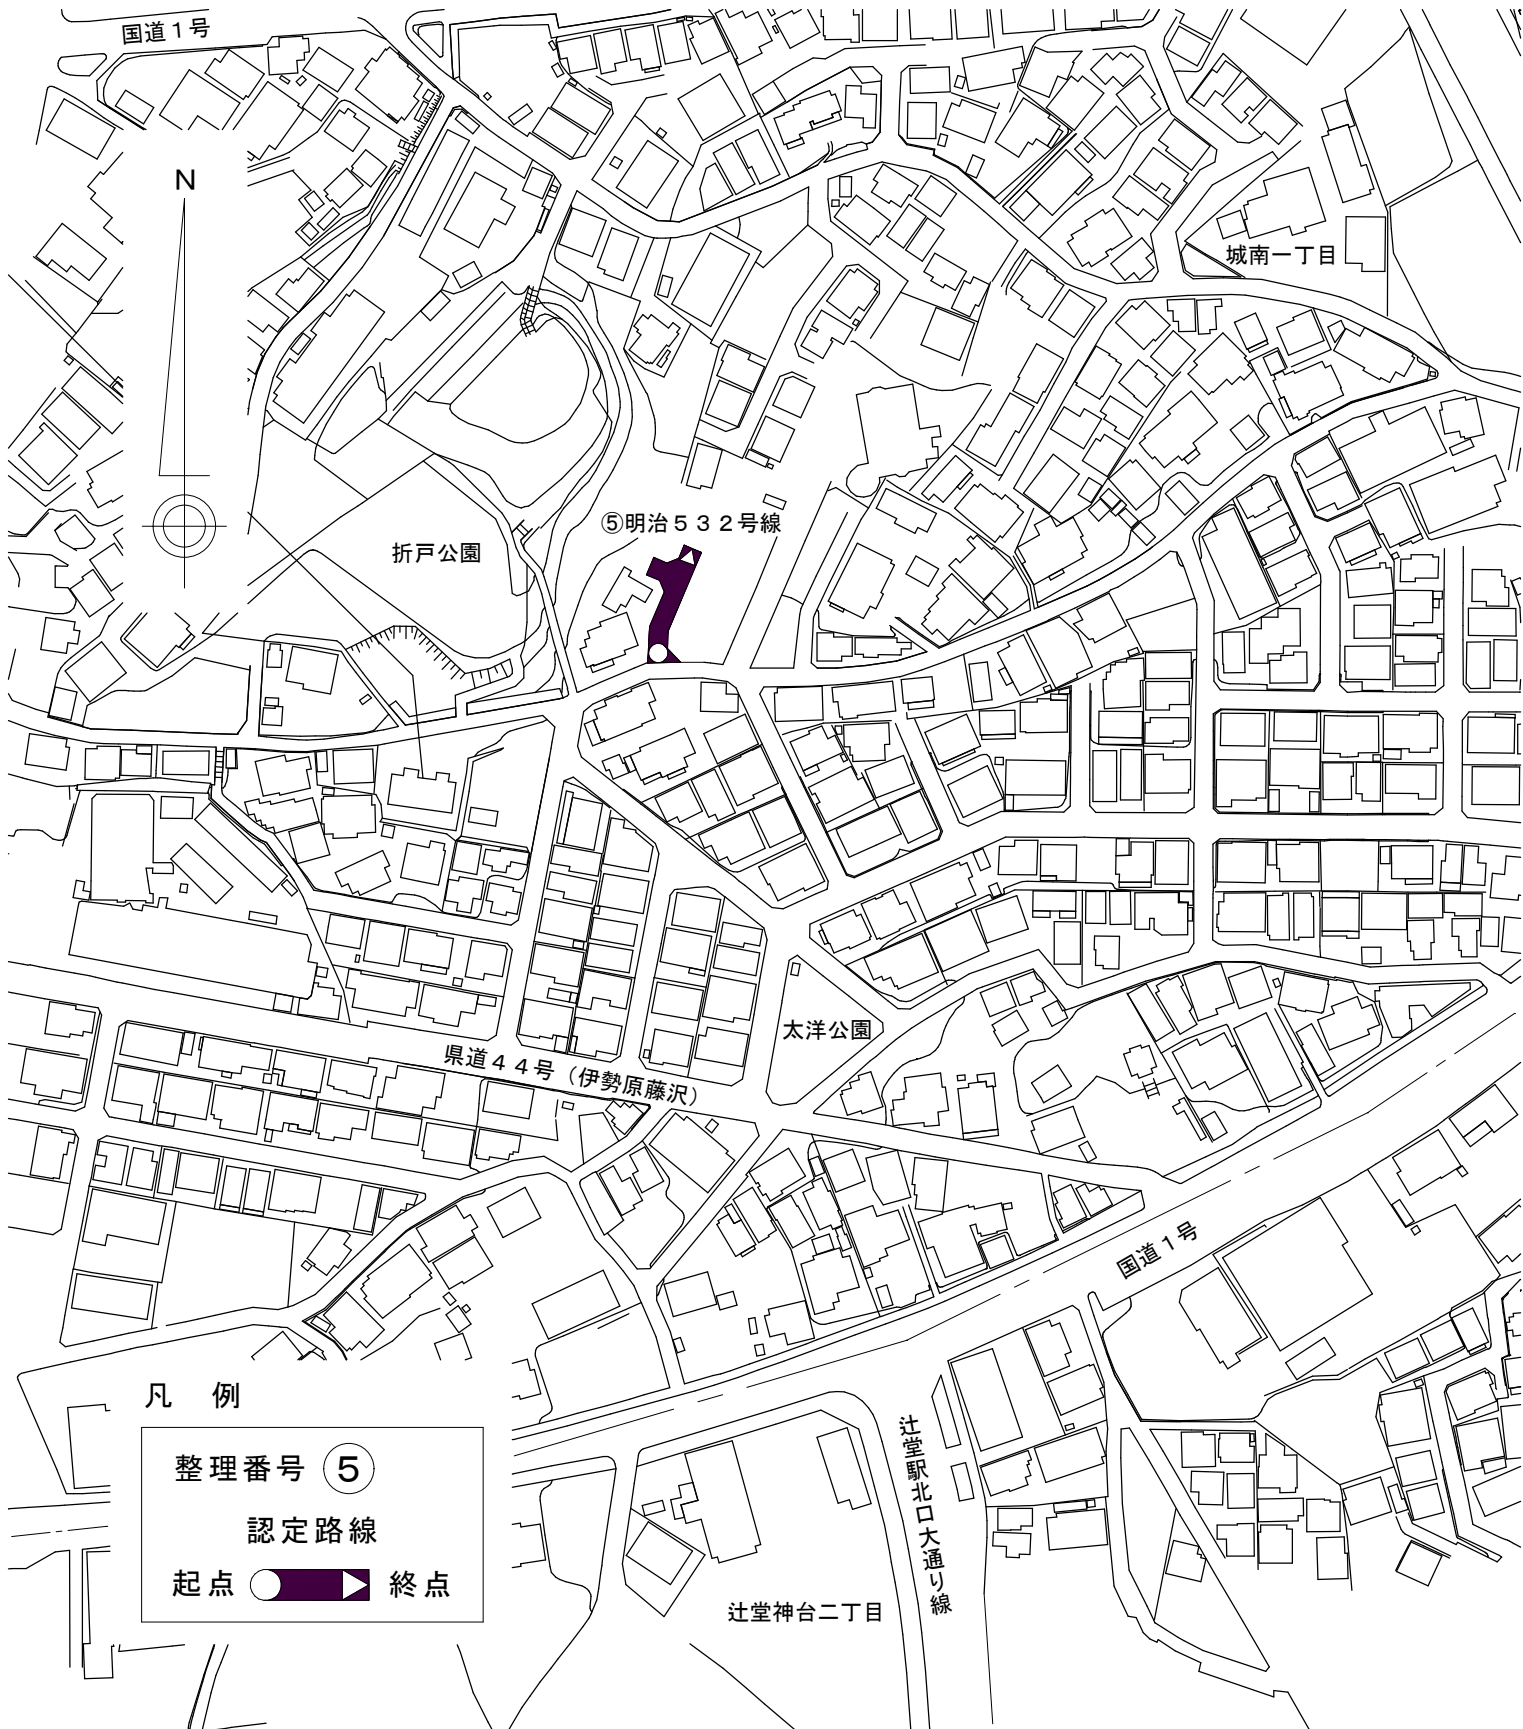 国道１号
N
城南一丁目
⑤明治５３２号線
折戸公園
太洋公園
県道４４号（伊勢原藤沢）
国道１号
凡　例
整理番号 ⑤
認定路線
起点　終点
辻堂駅北口大通り線
辻堂神台二丁目